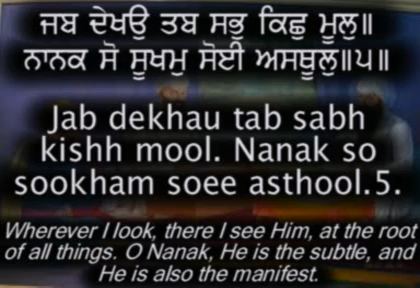 ਜਬ ਦੇਖਉ ਤਬ ਸਭੁ ਕਿਛੁ ਮੂਲੁ॥
ਨਾਨਕ ਸੋ ਸੂਖਮੁ ਸੋਈ ਅਸਥੂਲੁ॥੫॥
Jab dekhau tab sabh
kishh mool. Nanak so
sookham soee asthool.5.
Wherever I look, there I see Him, at the root
of all things. O Nanak, He is the subtle, and
He is also the manifest.